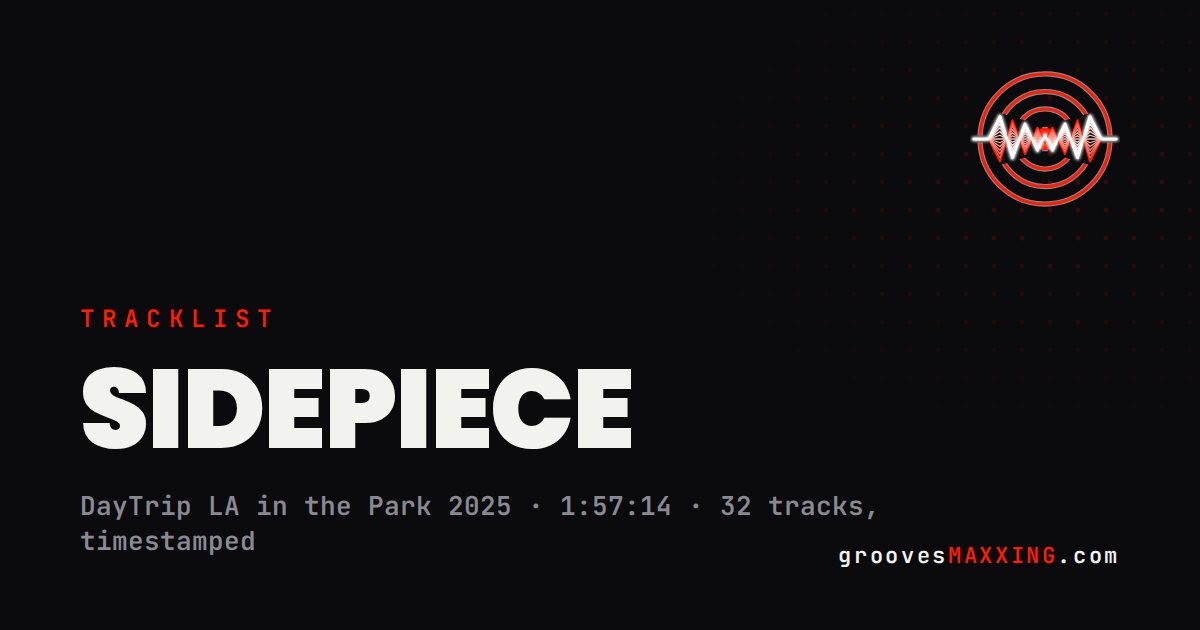 TRACKLIST
SIDEPIECE
DayTrip LA in the Park 2025 · 1:57:14 · 32 tracks,
timestamped
groovesMAXXING.com